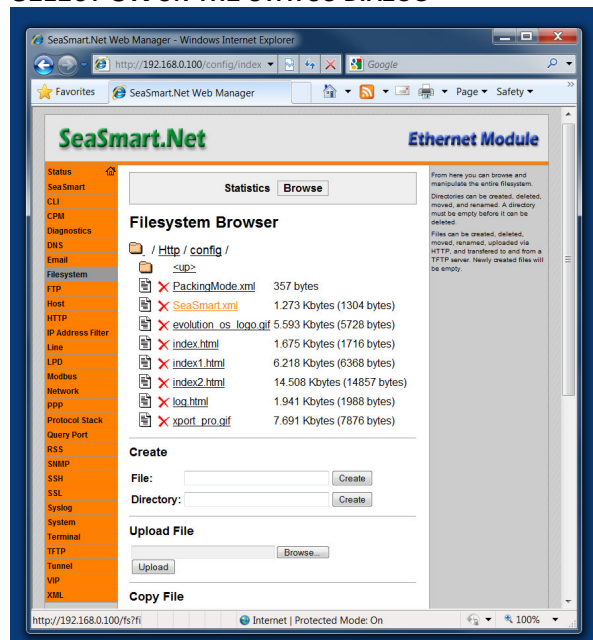 SELECT OK ON THE STATUS DIALOG
SeaSmart.Net Web Manager - Windows Internet Explorer
http://192.168.0.100/config/index
Google
Favorites
SeaSmart.Net Web Manager
Page
Safety
SeaSmart.Net
Ethernet Module
Status
SeaSmart
CLI
CPM
Diagnostics
DNS
Email
Filesystem
FTP
Host
HTTP
IP Address Filter
Line
LPD
Modbus
Network
PPP
Protocol Stack
Query Port
RSS
SNMP
SSH
SSL
Syslog
System
Terminal
TFTP
Tunnel
VIP
XML
Statistics Browse
Filesystem Browser
/ Http / config /
<up>
PackingMode.xml 357 bytes
SeaSmart.xml 1.273 Kbytes (1304 bytes)
evolution_os_logo.gif 5.593 Kbytes (5728 bytes)
index.html 1.675 Kbytes (1716 bytes)
index1.html 6.218 Kbytes (6368 bytes)
index2.html 14.508 Kbytes (14857 bytes)
log.html 1.941 Kbytes (1988 bytes)
xport_pro.gif 7.691 Kbytes (7876 bytes)
Create
File: Create
Directory: Create
Upload File
Browse...
Upload
Copy File
From here you can browse and
manipulate the entire filesystem.
Directories can be created, deleted,
moved, and renamed. A directory
must be empty before it can be
deleted.
Files can be created, deleted,
moved, renamed, uploaded via
HTTP, and transfered to and from a
TFTP server. Newly created files will
be empty.
http://192.168.0.100/fs?fi
Internet | Protected Mode: On
100%